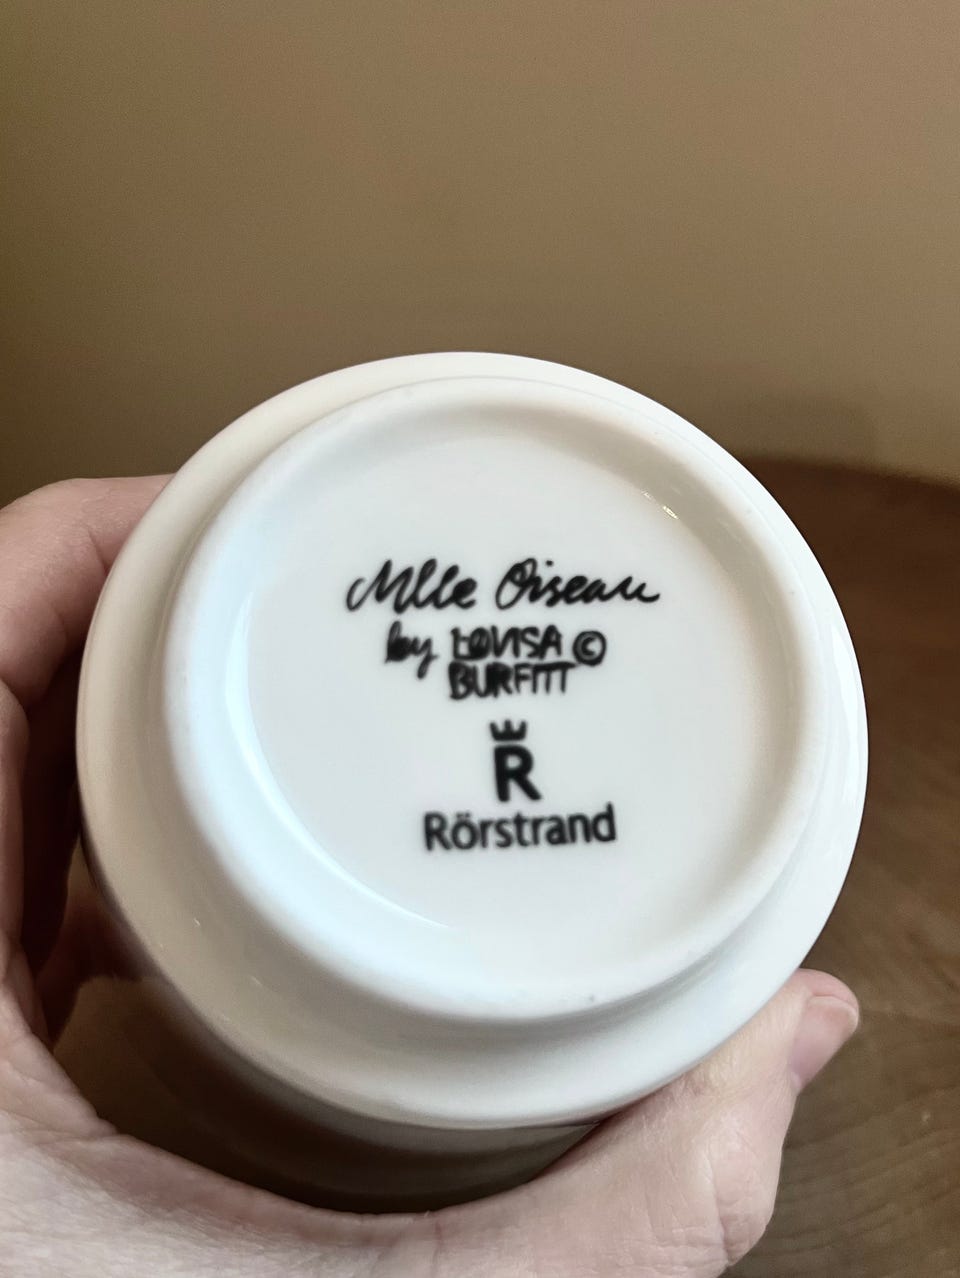 Mlle Oiseau
by LOVISA ©
BURFITT
R
Rörstrand